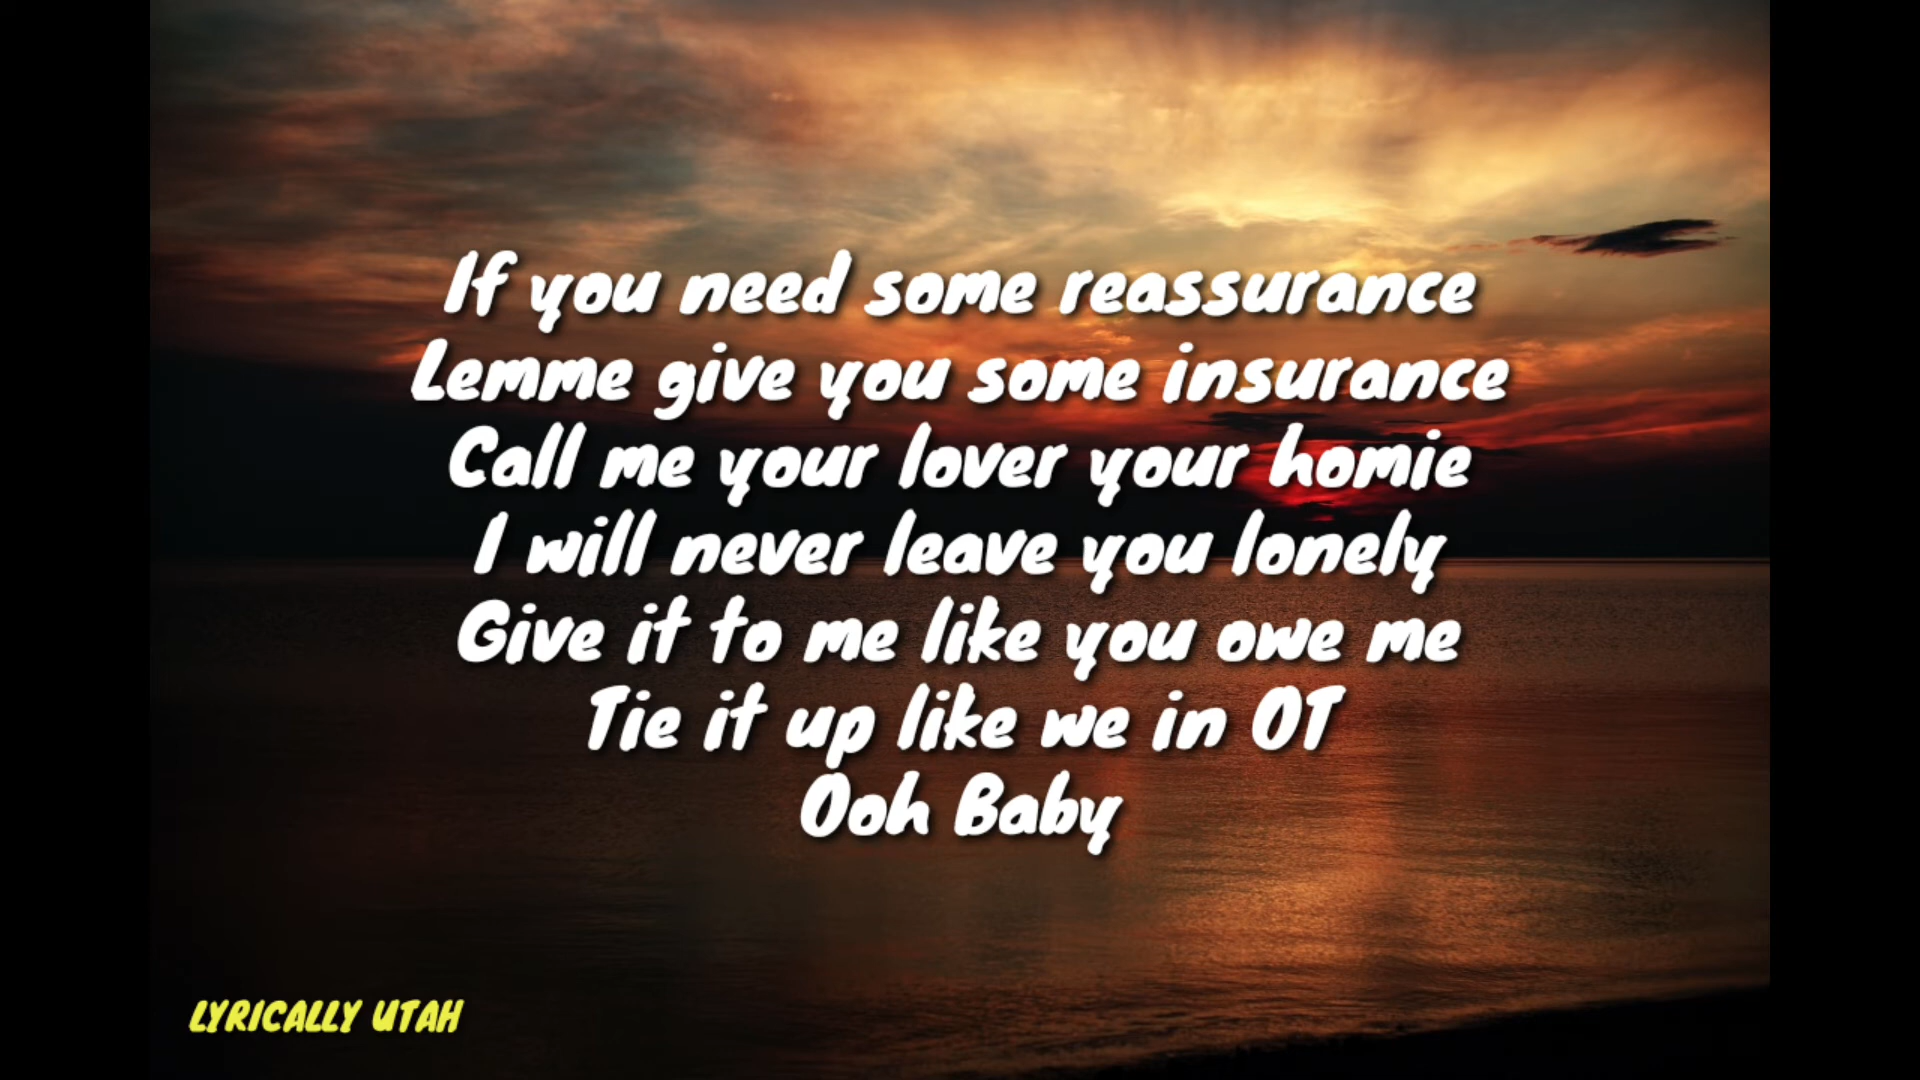 If you need some reassurance
Lemme give you some insurance
Call me your lover your homie
I will never leave you lonely
Give it to me like you owe me
Tie it up like we in OT
Ooh Baby
LYRICALLY UTAH